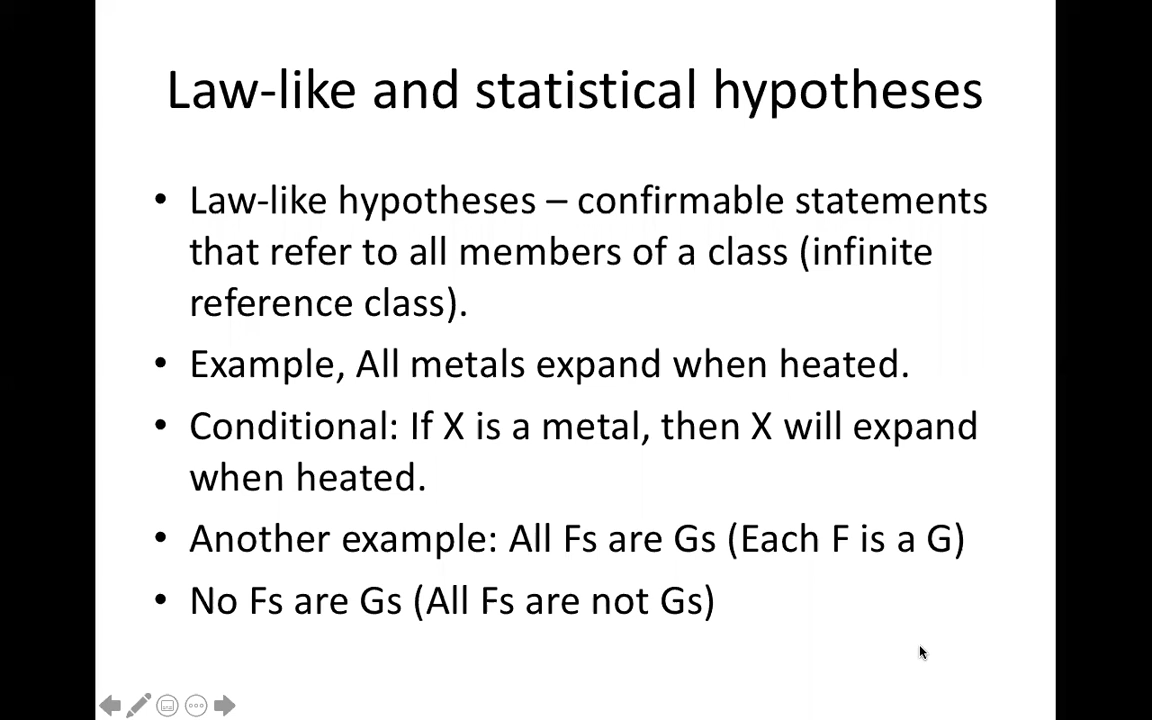 Law-like and statistical hypotheses
• Law-like hypotheses – confirmable statements
that refer to all members of a class (infinite
reference class).
• Example, All metals expand when heated.
• Conditional: If X is a metal, then X will expand
when heated.
• Another example: All Fs are Gs (Each F is a G)
• No Fs are Gs (All Fs are not Gs)